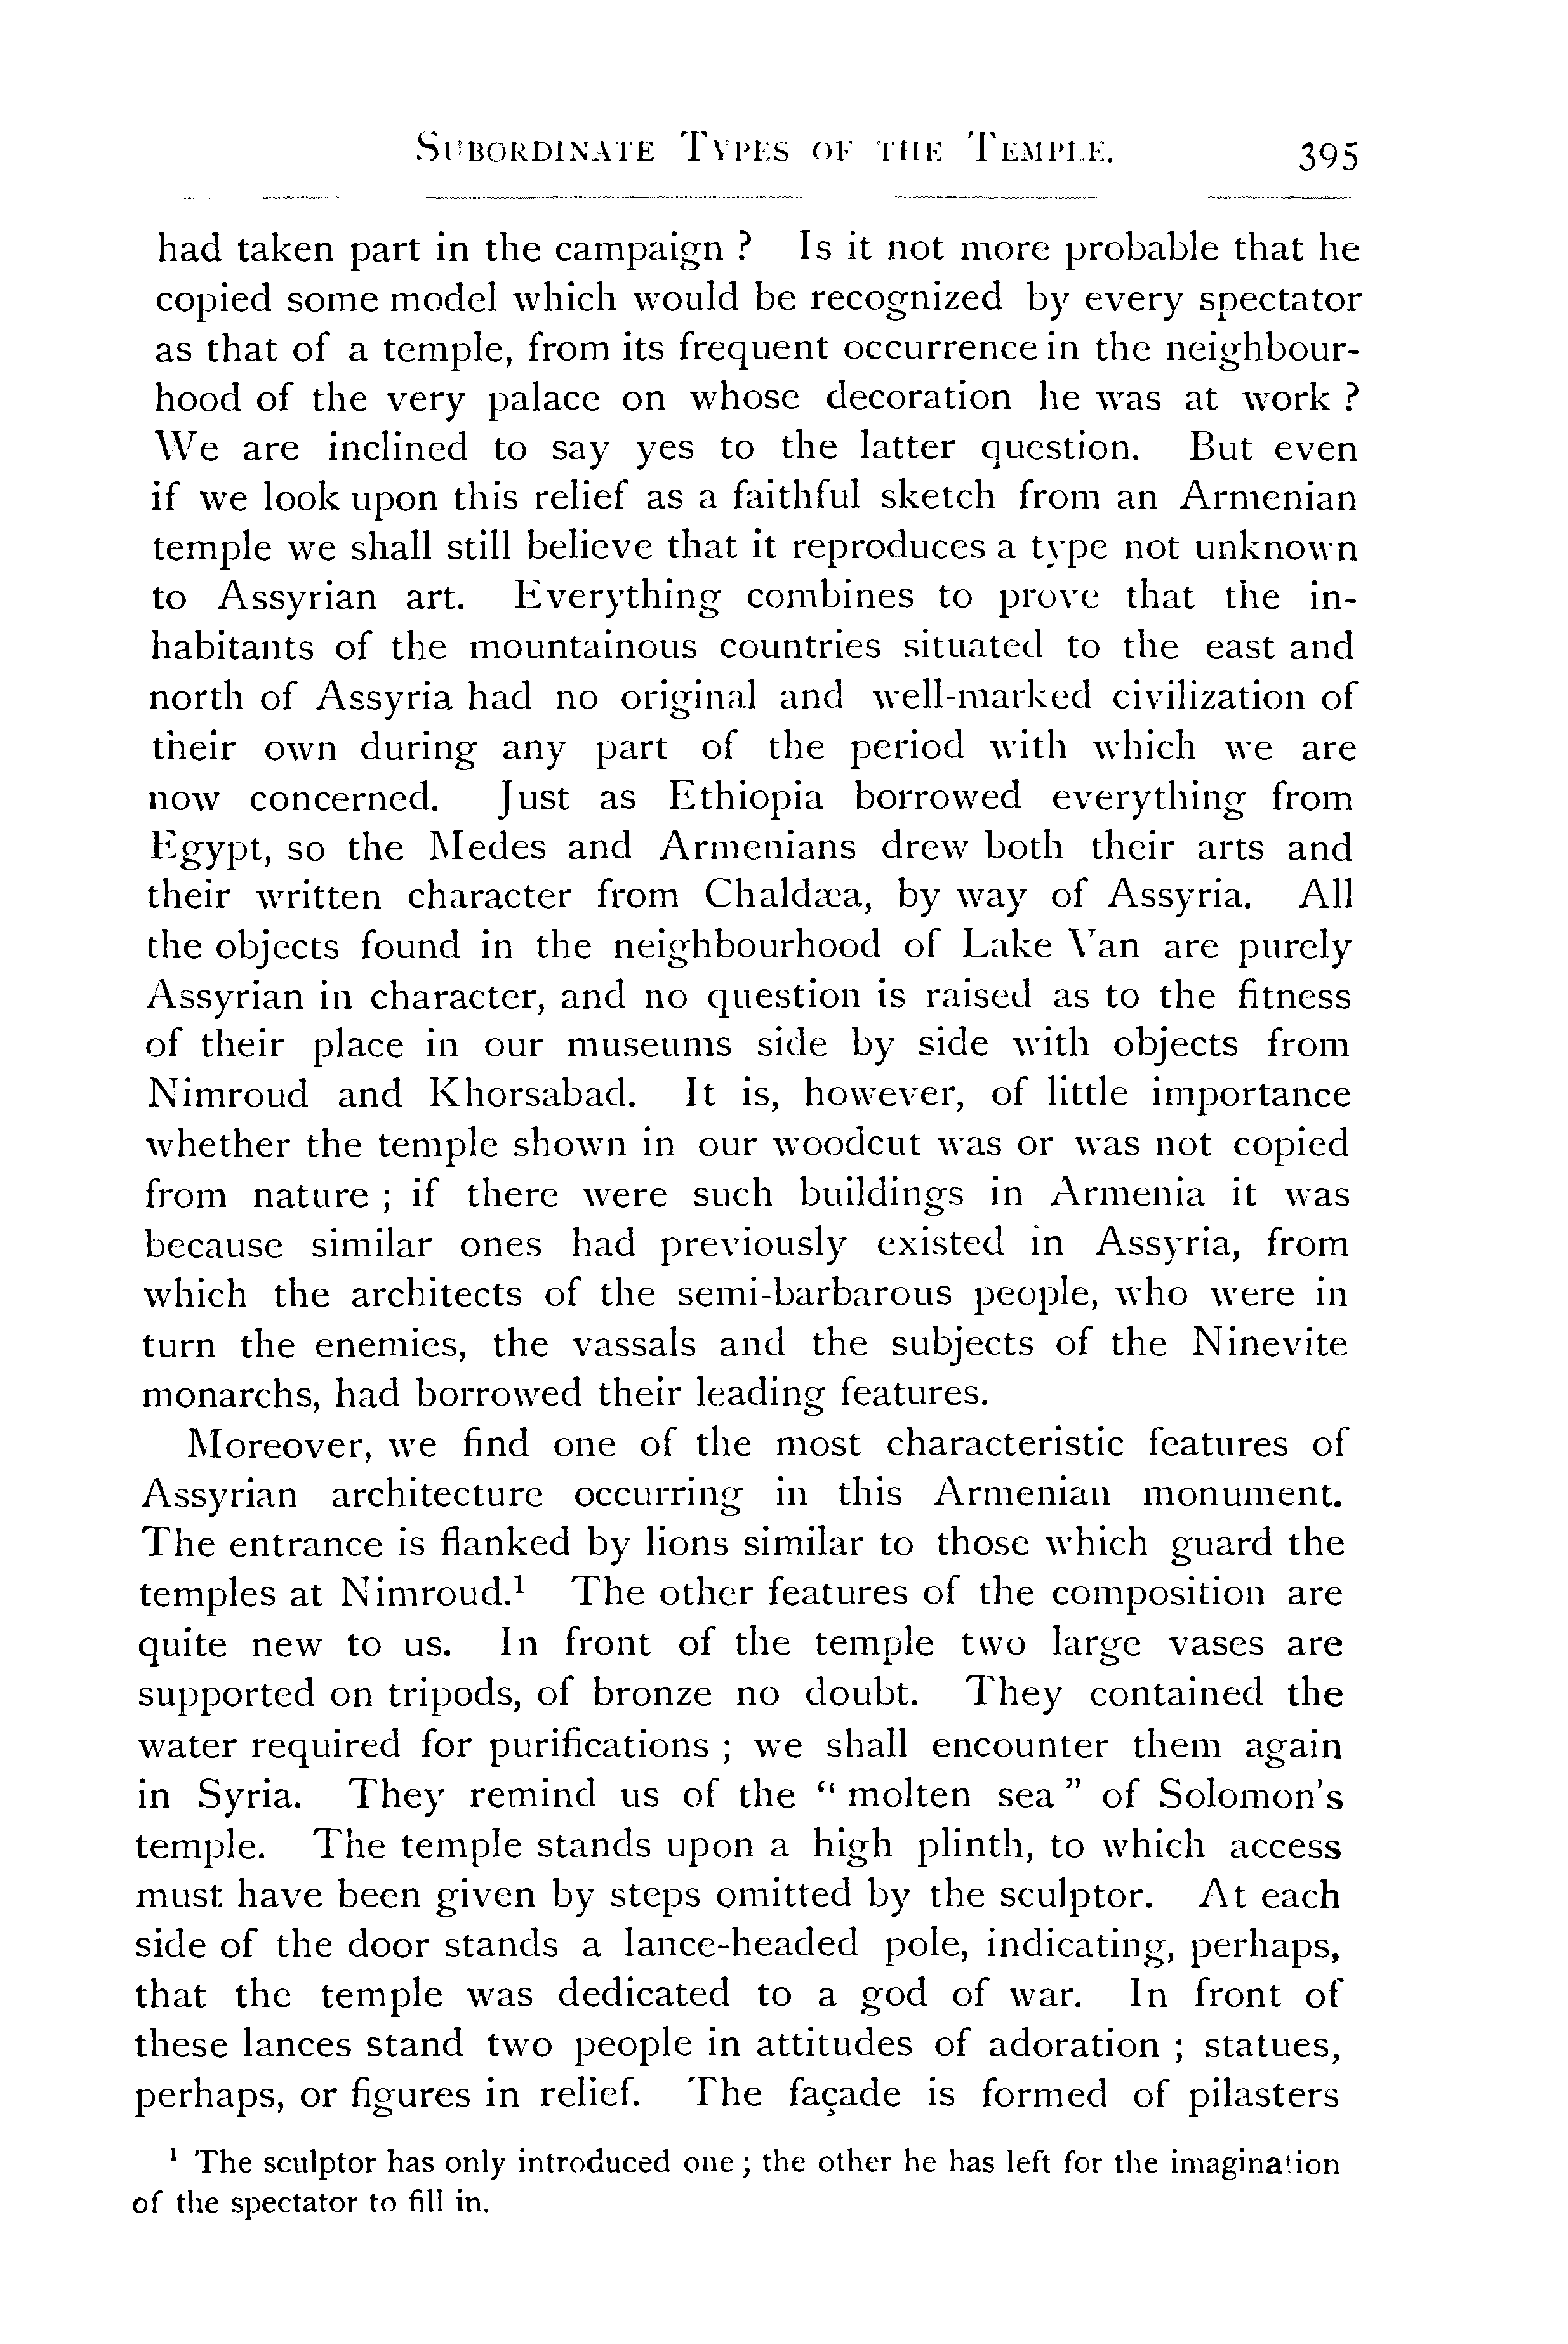 Subordinate Types of the Temple. 395
had taken part in the campaign ? Is it not more probable that he
copied some model which would be recognized by every spectator
as that of a temple, from its frequent occurrence in the neighbour-
hood of the very palace on whose decoration he was at work ?
We are inclined to say yes to the latter question. But even
if we look upon this relief as a faithful sketch from an Armenian
temple we shall still believe that it reproduces a type not unknown
to Assyrian art. Everything combines to prove that the in-
habitants of the mountainous countries situated to the east and
north of Assyria had no original and well-marked civilization of
their own during any part of the period with which we are
now concerned. Just as Ethiopia borrowed everything from
Egypt, so the Medes and Armenians drew both their arts and
their written character from Chaldæa, by way of Assyria. All
the objects found in the neighbourhood of Lake Van are purely
Assyrian in character, and no question is raised as to the fitness
of their place in our museums side by side with objects from
Nimroud and Khorsabad. It is, however, of little importance
whether the temple shown in our woodcut was or was not copied
from nature ; if there were such buildings in Armenia it was
because similar ones had previously existed in Assyria, from
which the architects of the semi-barbarous people, who were in
turn the enemies, the vassals and the subjects of the Ninevite
monarchs, had borrowed their leading features.
Moreover, we find one of the most characteristic features of
Assyrian architecture occurring in this Armenian monument.
The entrance is flanked by lions similar to those which guard the
temples at Nimroud.¹ The other features of the composition are
quite new to us. In front of the temple two large vases are
supported on tripods, of bronze no doubt. They contained the
water required for purifications ; we shall encounter them again
in Syria. They remind us of the “ molten sea ” of Solomon’s
temple. The temple stands upon a high plinth, to which access
must have been given by steps omitted by the sculptor. At each
side of the door stands a lance-headed pole, indicating, perhaps,
that the temple was dedicated to a god of war. In front of
these lances stand two people in attitudes of adoration ; statues,
perhaps, or figures in relief. The façade is formed of pilasters
¹ The sculptor has only introduced one ; the other he has left for the imagination
of the spectator to fill in.